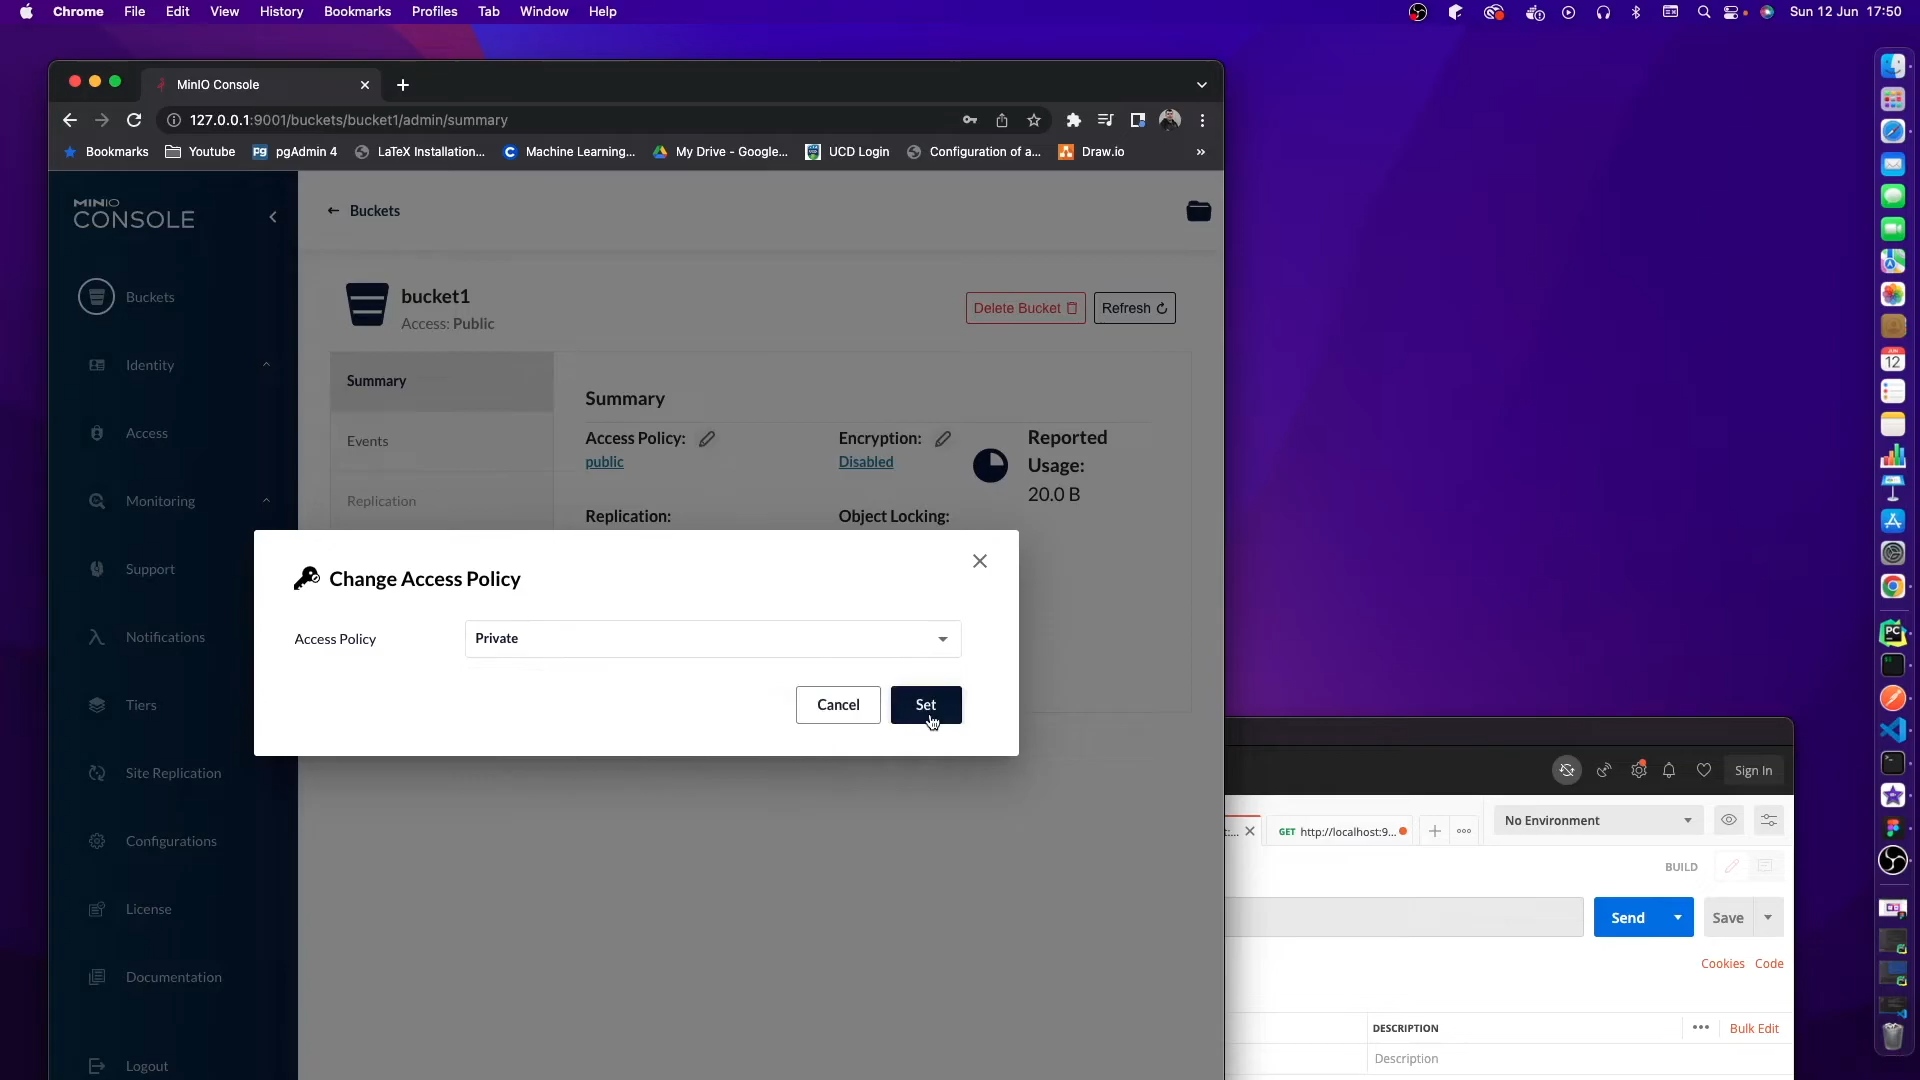 Chrome File Edit View History Bookmarks Profiles Tab Window Help Sun 12 Jun 17:50
MinIO Console
127.0.0.1:9001/buckets/bucket1/admin/summary
Bookmarks Youtube pgAdmin 4 LaTeX Installation... Machine Learning... My Drive - Google... UCD Login Configuration of a... Draw.io »
MINIO
CONSOLE
Buckets
Identity
Access
Monitoring
Support
Notifications
Tiers
Site Replication
Configurations
License
Documentation
Logout
← Buckets
bucket1
Access: Public
Delete Bucket Refresh
Summary
Events
Replication
Summary
Access Policy:
public
Encryption:
Disabled
Reported
Usage:
20.0 B
Replication: Object Locking:
Change Access Policy
Access Policy Private
Cancel Set
Sign In
GET http://localhost:9...
No Environment
BUILD
Send Save
Cookies Code
DESCRIPTION
Bulk Edit
Description